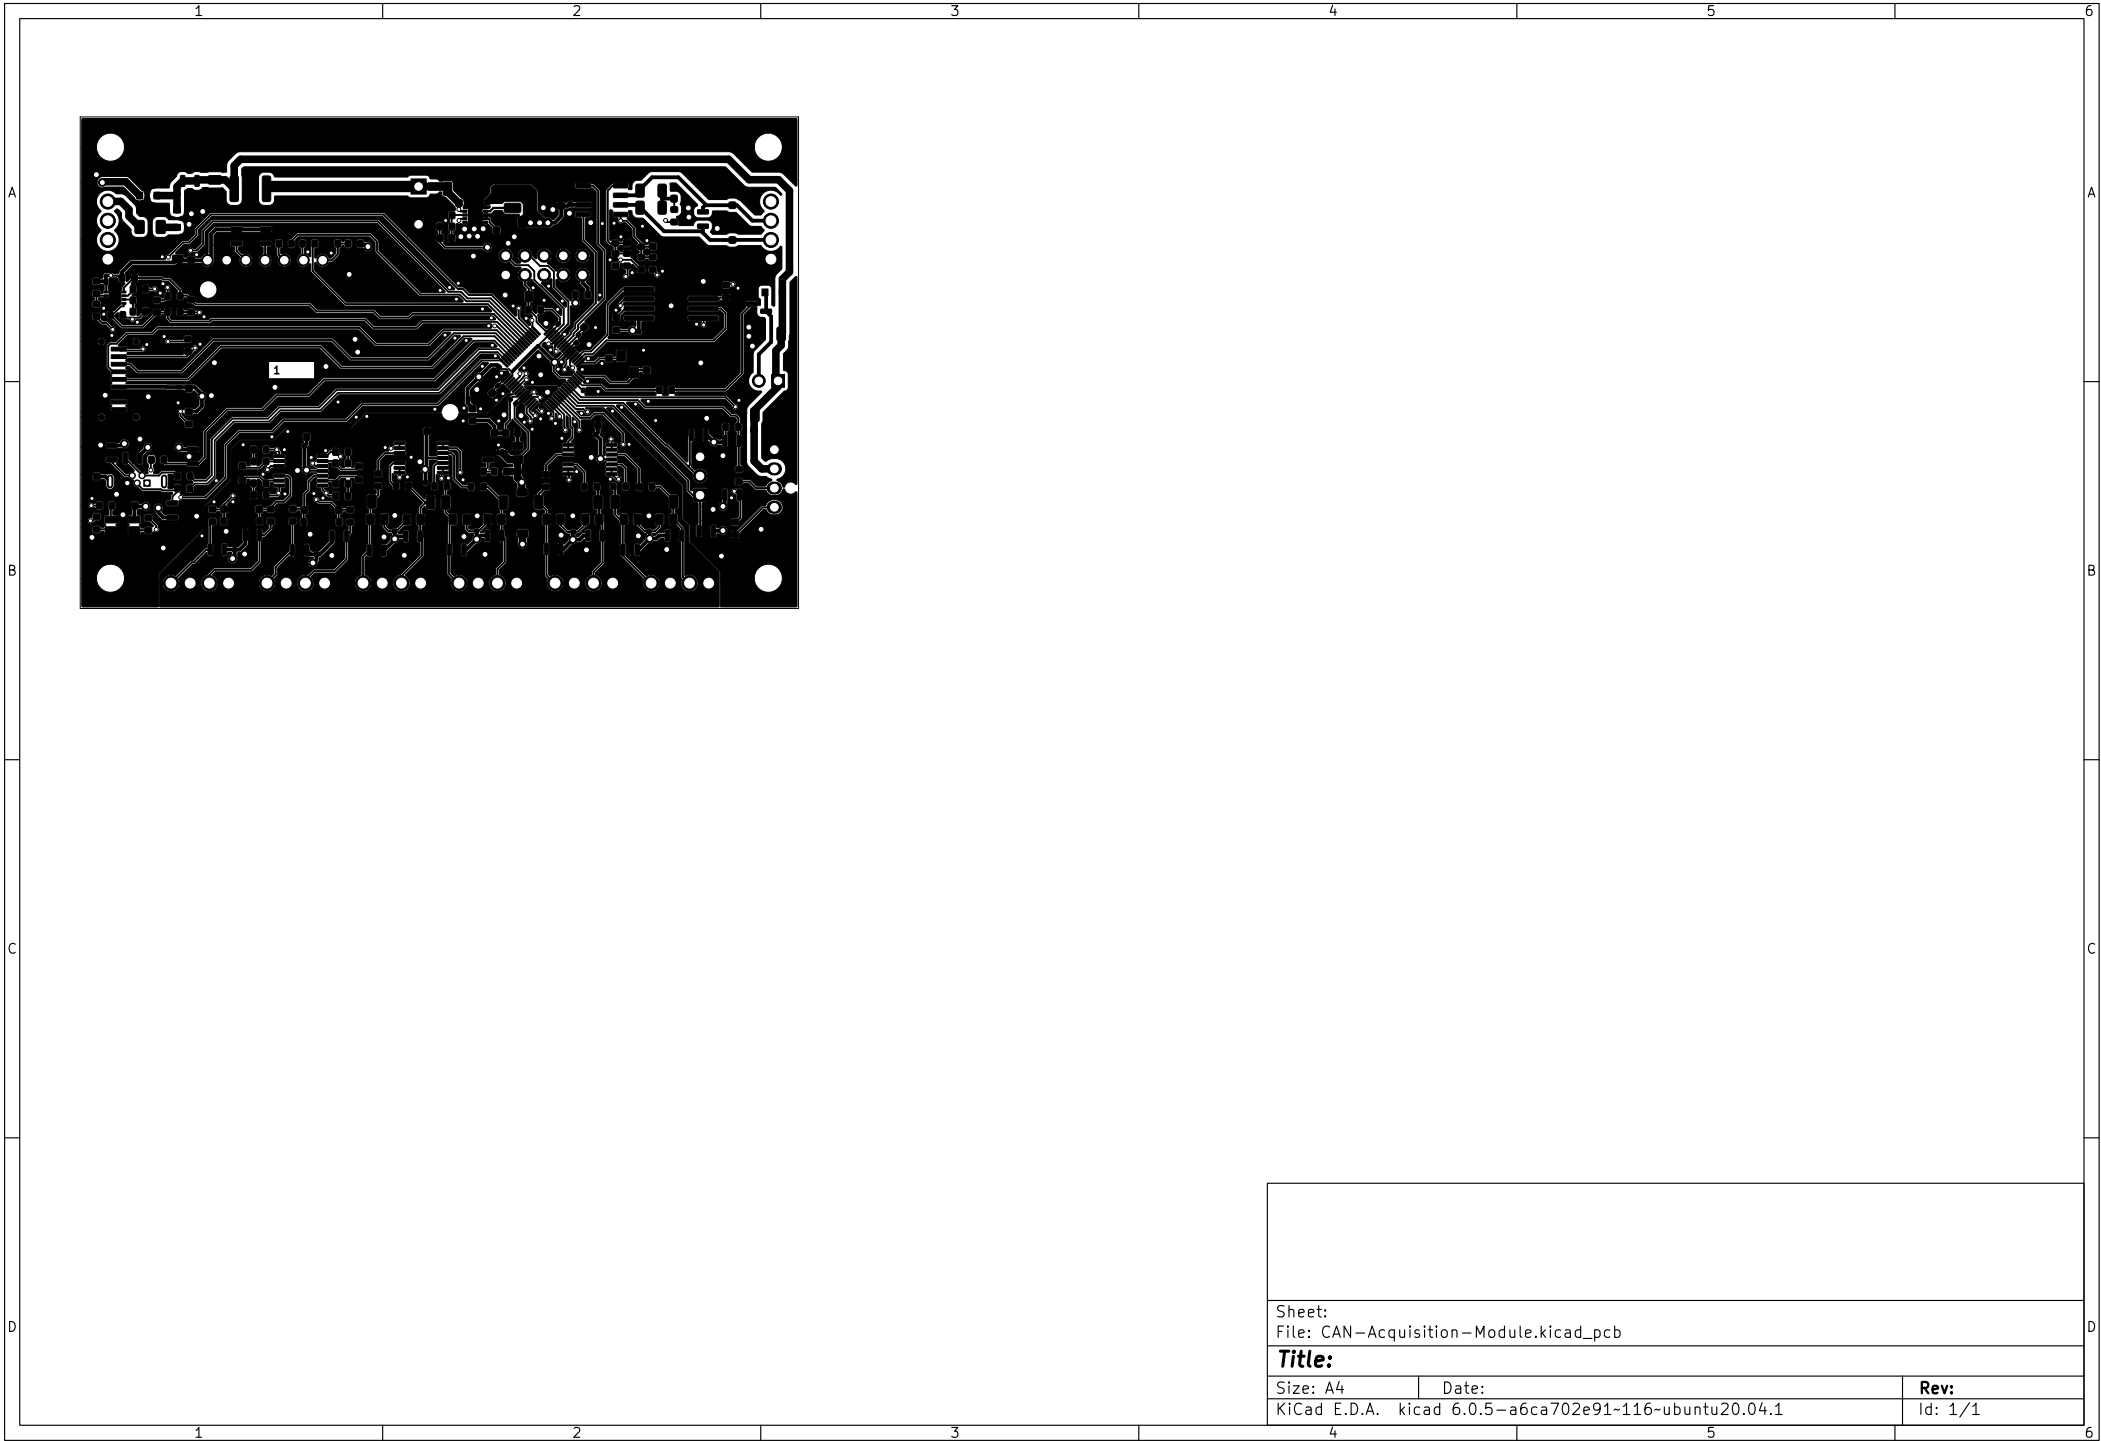 1 2 3 4 5 6
A A
1
B B
C C
D D
Sheet:
File: CAN-Acquisition-Module.kicad_pcb
Title:
Size: A4 Date: Rev:
KiCad E.D.A. kicad 6.0.5-a6ca702e91~116~ubuntu20.04.1 Id: 1/1
1 2 3 4 5 6